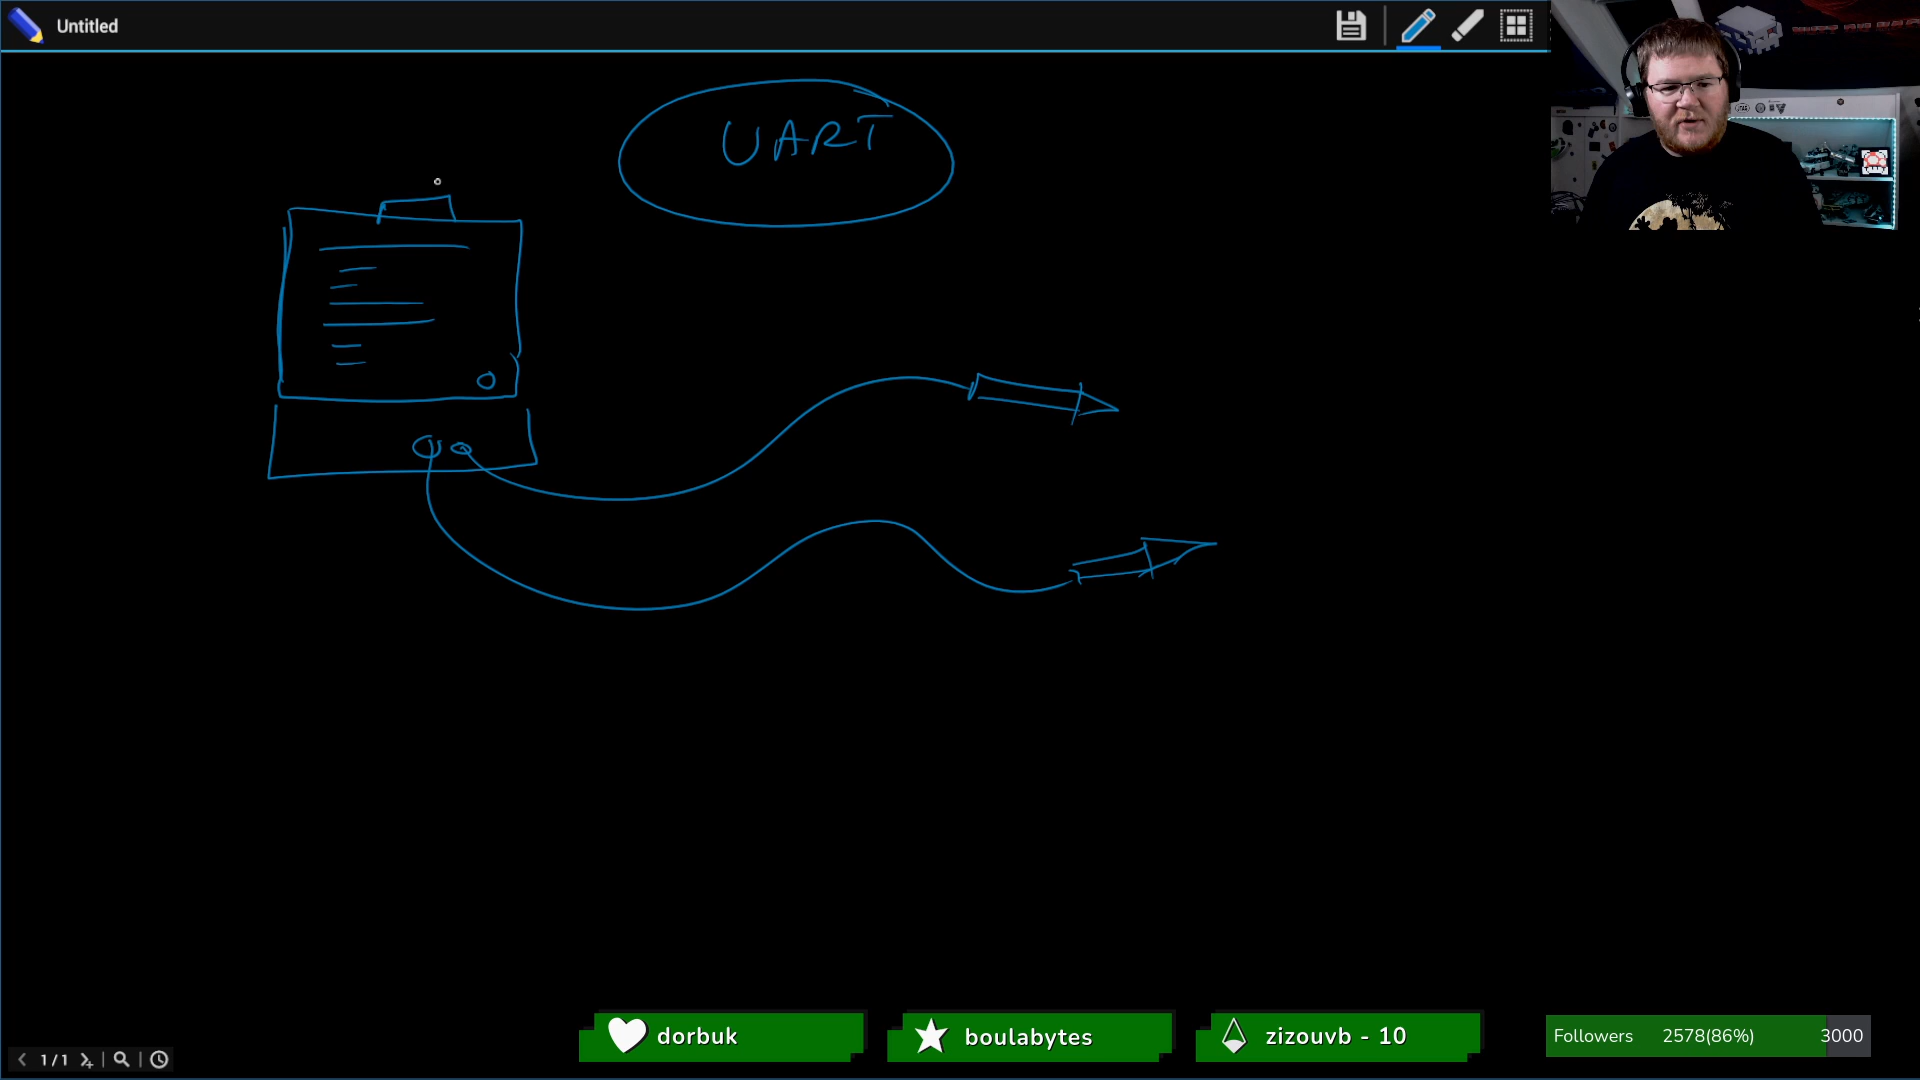 Untitled
UART
1/1
dorbuk
boulabytes
zizouvb - 10
Followers 2578(86%) 3000